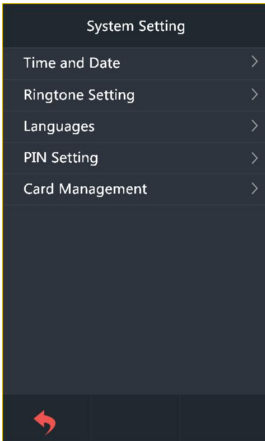 System Setting
Time and Date
Ringtone Setting
Languages
PIN Setting
Card Management